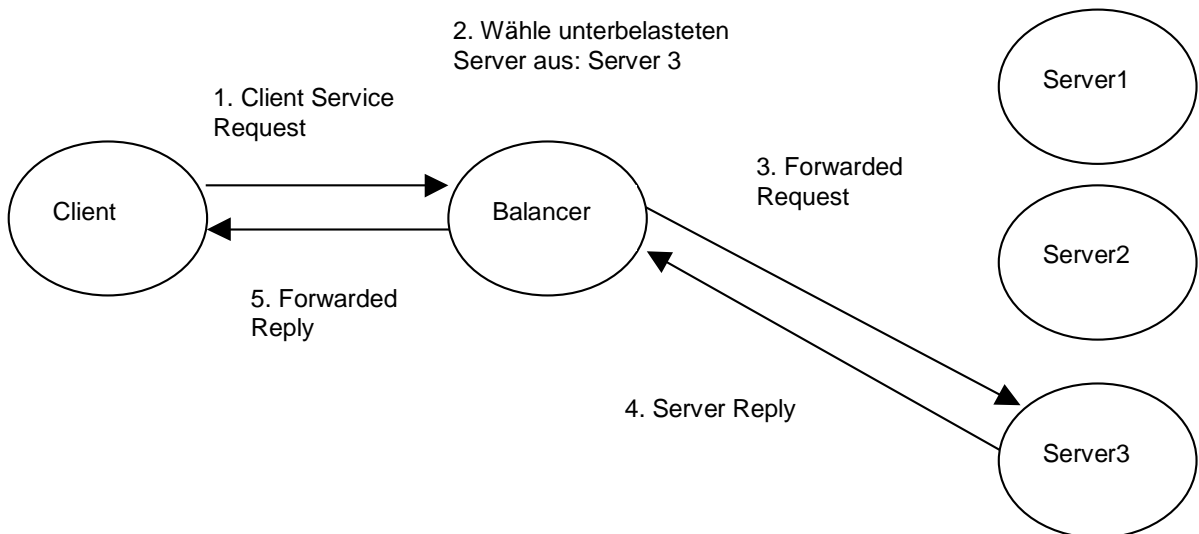 2. Wähle unterbelasteten
Server aus: Server 3
Server1
1. Client Service
Request
3. Forwarded
Request
Client
Balancer
Server2
5. Forwarded
Reply
4. Server Reply
Server3